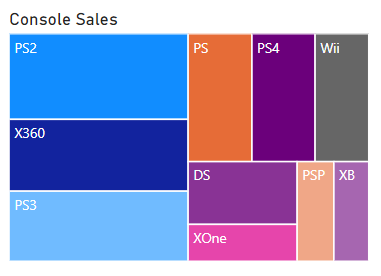 Console Sales
PS2
X360
PS3
PS
PS4
Wii
DS
XOne
PSP
XB